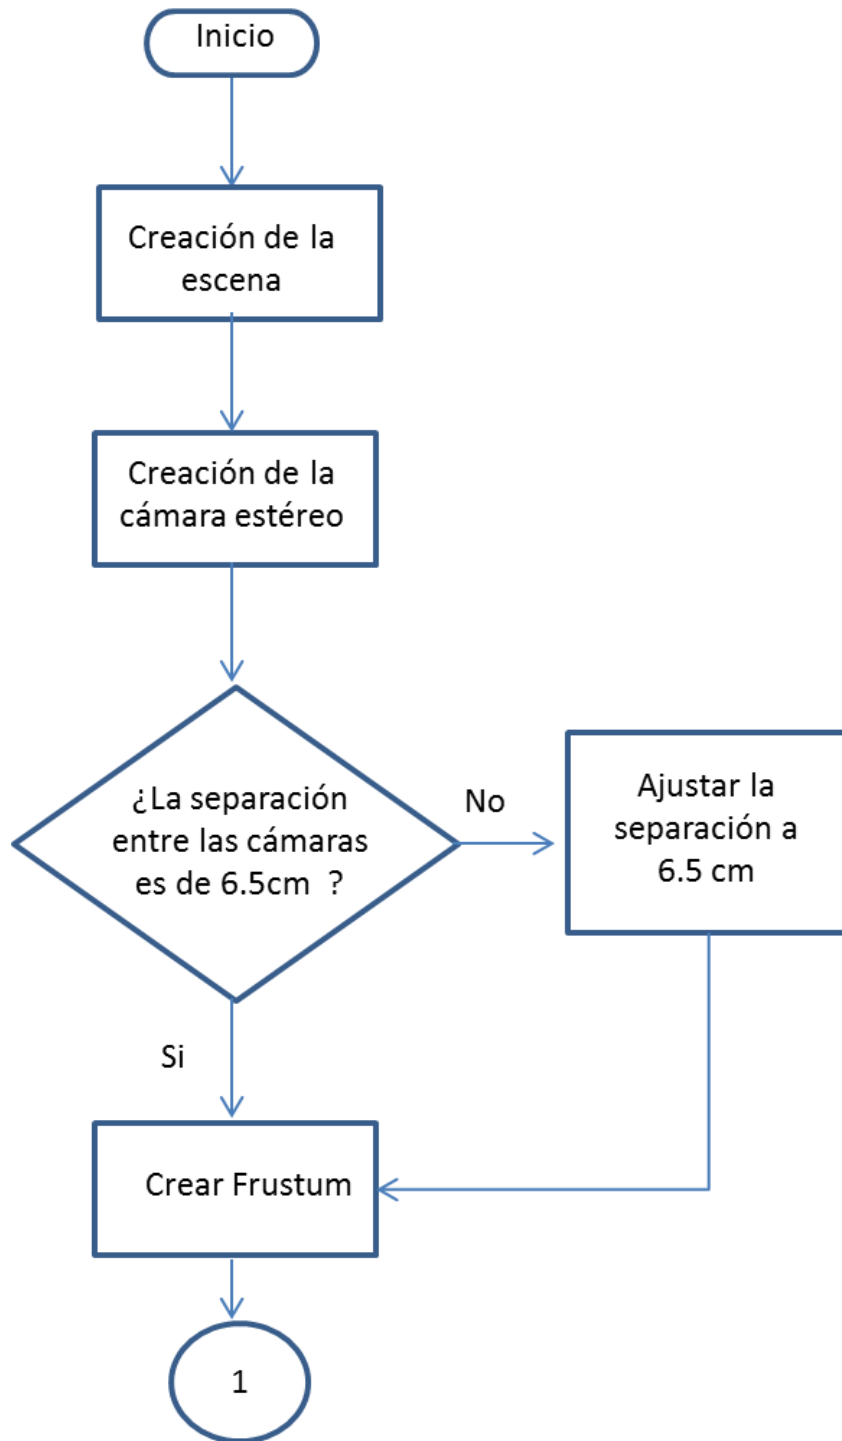 Inicio
Creación de la
escena
Creación de la
cámara estéreo
¿La separación
entre las cámaras
es de 6.5cm ?
No
Ajustar la
separación a
6.5 cm
Si
Crear Frustum
1